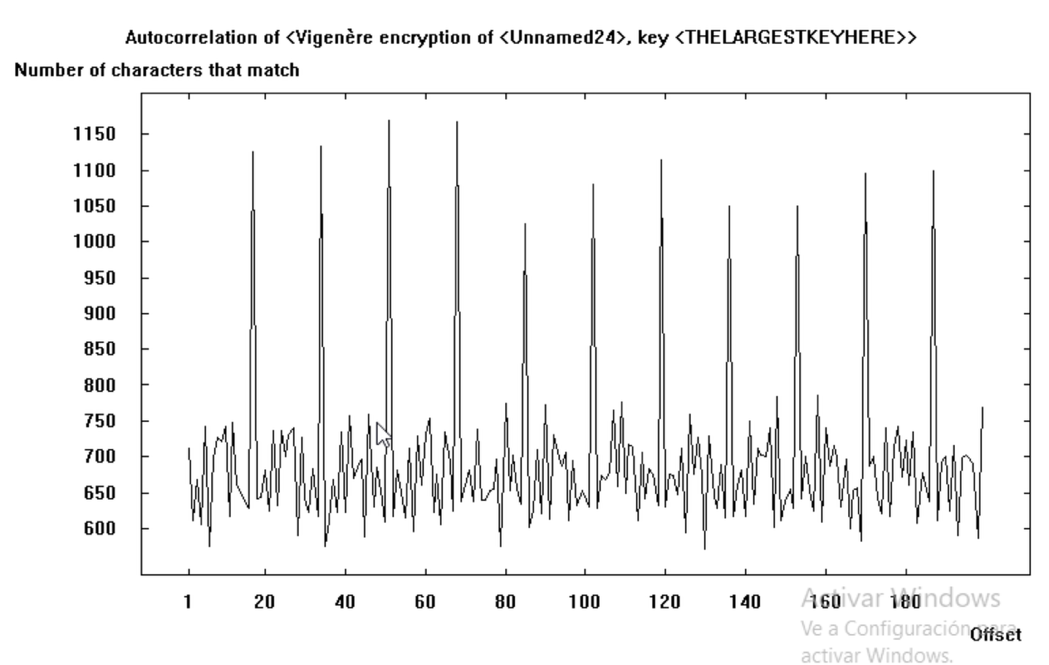 Autocorrelation of <Vigenère encryption of <Unnamed24>, key <THELARGESTKEYHERE>>
Number of characters that match
1150
1100
1050
1000
950
900
850
800
750
700
650
600
1 20 40 60 80 100 120 140 160 180
Activar Windows
Ve a Configuración para
Offset
activar Windows.